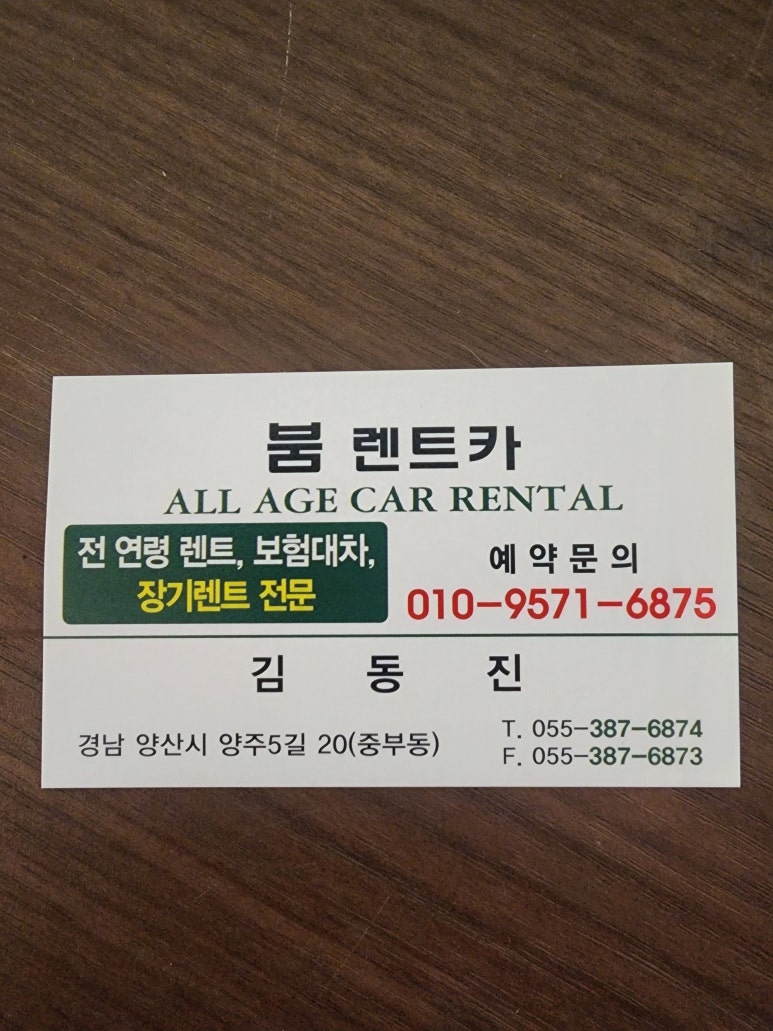 붐 렌트카
ALL AGE CAR RENTAL
전 연령 렌트, 보험대차,
장기렌트 전문
예약문의
010-9571-6875
김 동 진
경남 양산시 양주5길 20(중부동)
T. 055-387-6874
F. 055-387-6873